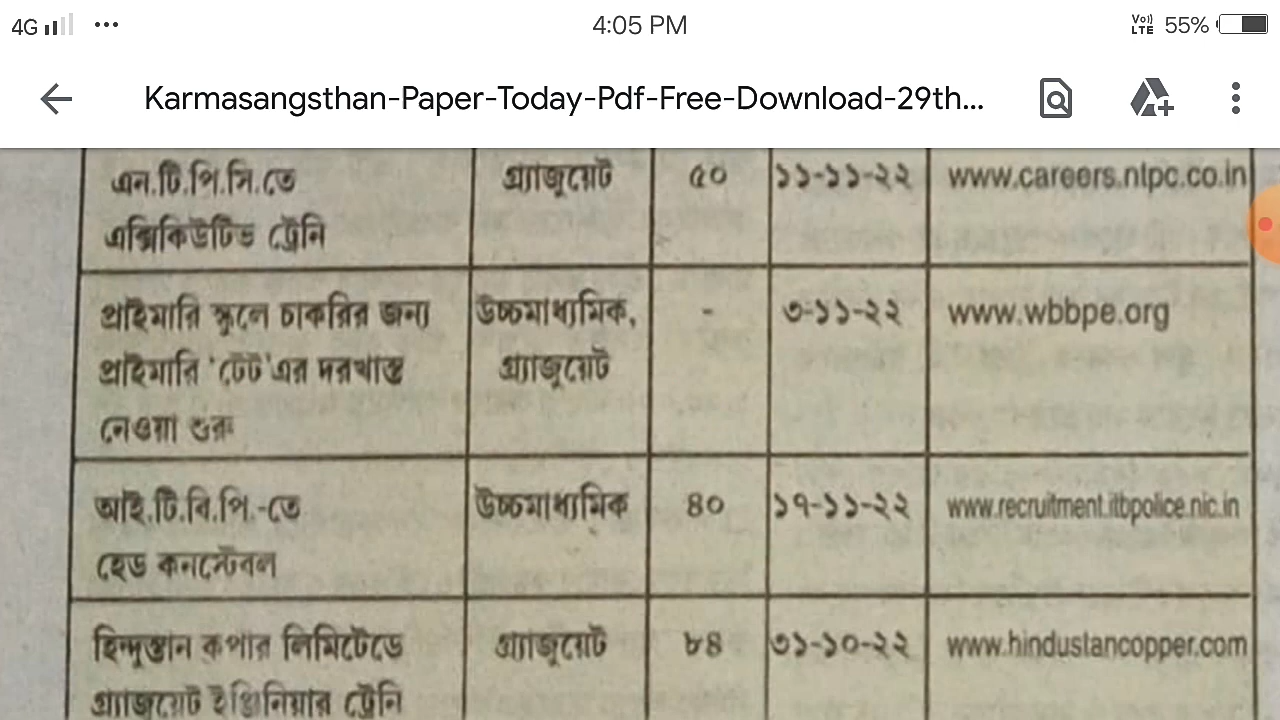 4G ... 4:05 PM Vo)) LTE 55%
Karmasangsthan-Paper-Today-Pdf-Free-Download-29th...
এন.টি.পি.সি.তে গ্র্যাজুয়েট ৫০ ১১-১১-২২ www.careers.ntpc.co.in
এক্সিকিউটিভ ট্রেনি
প্রাইমারি স্কুলে চাকরির জন্য উচ্চমাধ্যমিক, - ৩-১১-২২ www.wbbpe.org
প্রাইমারি 'টেট'এর দরখাস্ত গ্র্যাজুয়েট
নেওয়া শুরু
আই.টি.বি.পি.-তে উচ্চমাধ্যমিক ৪০ ১৭-১১-২২ www.recruitment.itbpolice.nic.in
হেড কনস্টেবল
হিন্দুস্তান কপার লিমিটেডে গ্র্যাজুয়েট ৮৪ ৩১-১০-২২ www.hindustancopper.com
গ্র্যাজুয়েট ইঞ্জিনিয়ার ট্রেনি